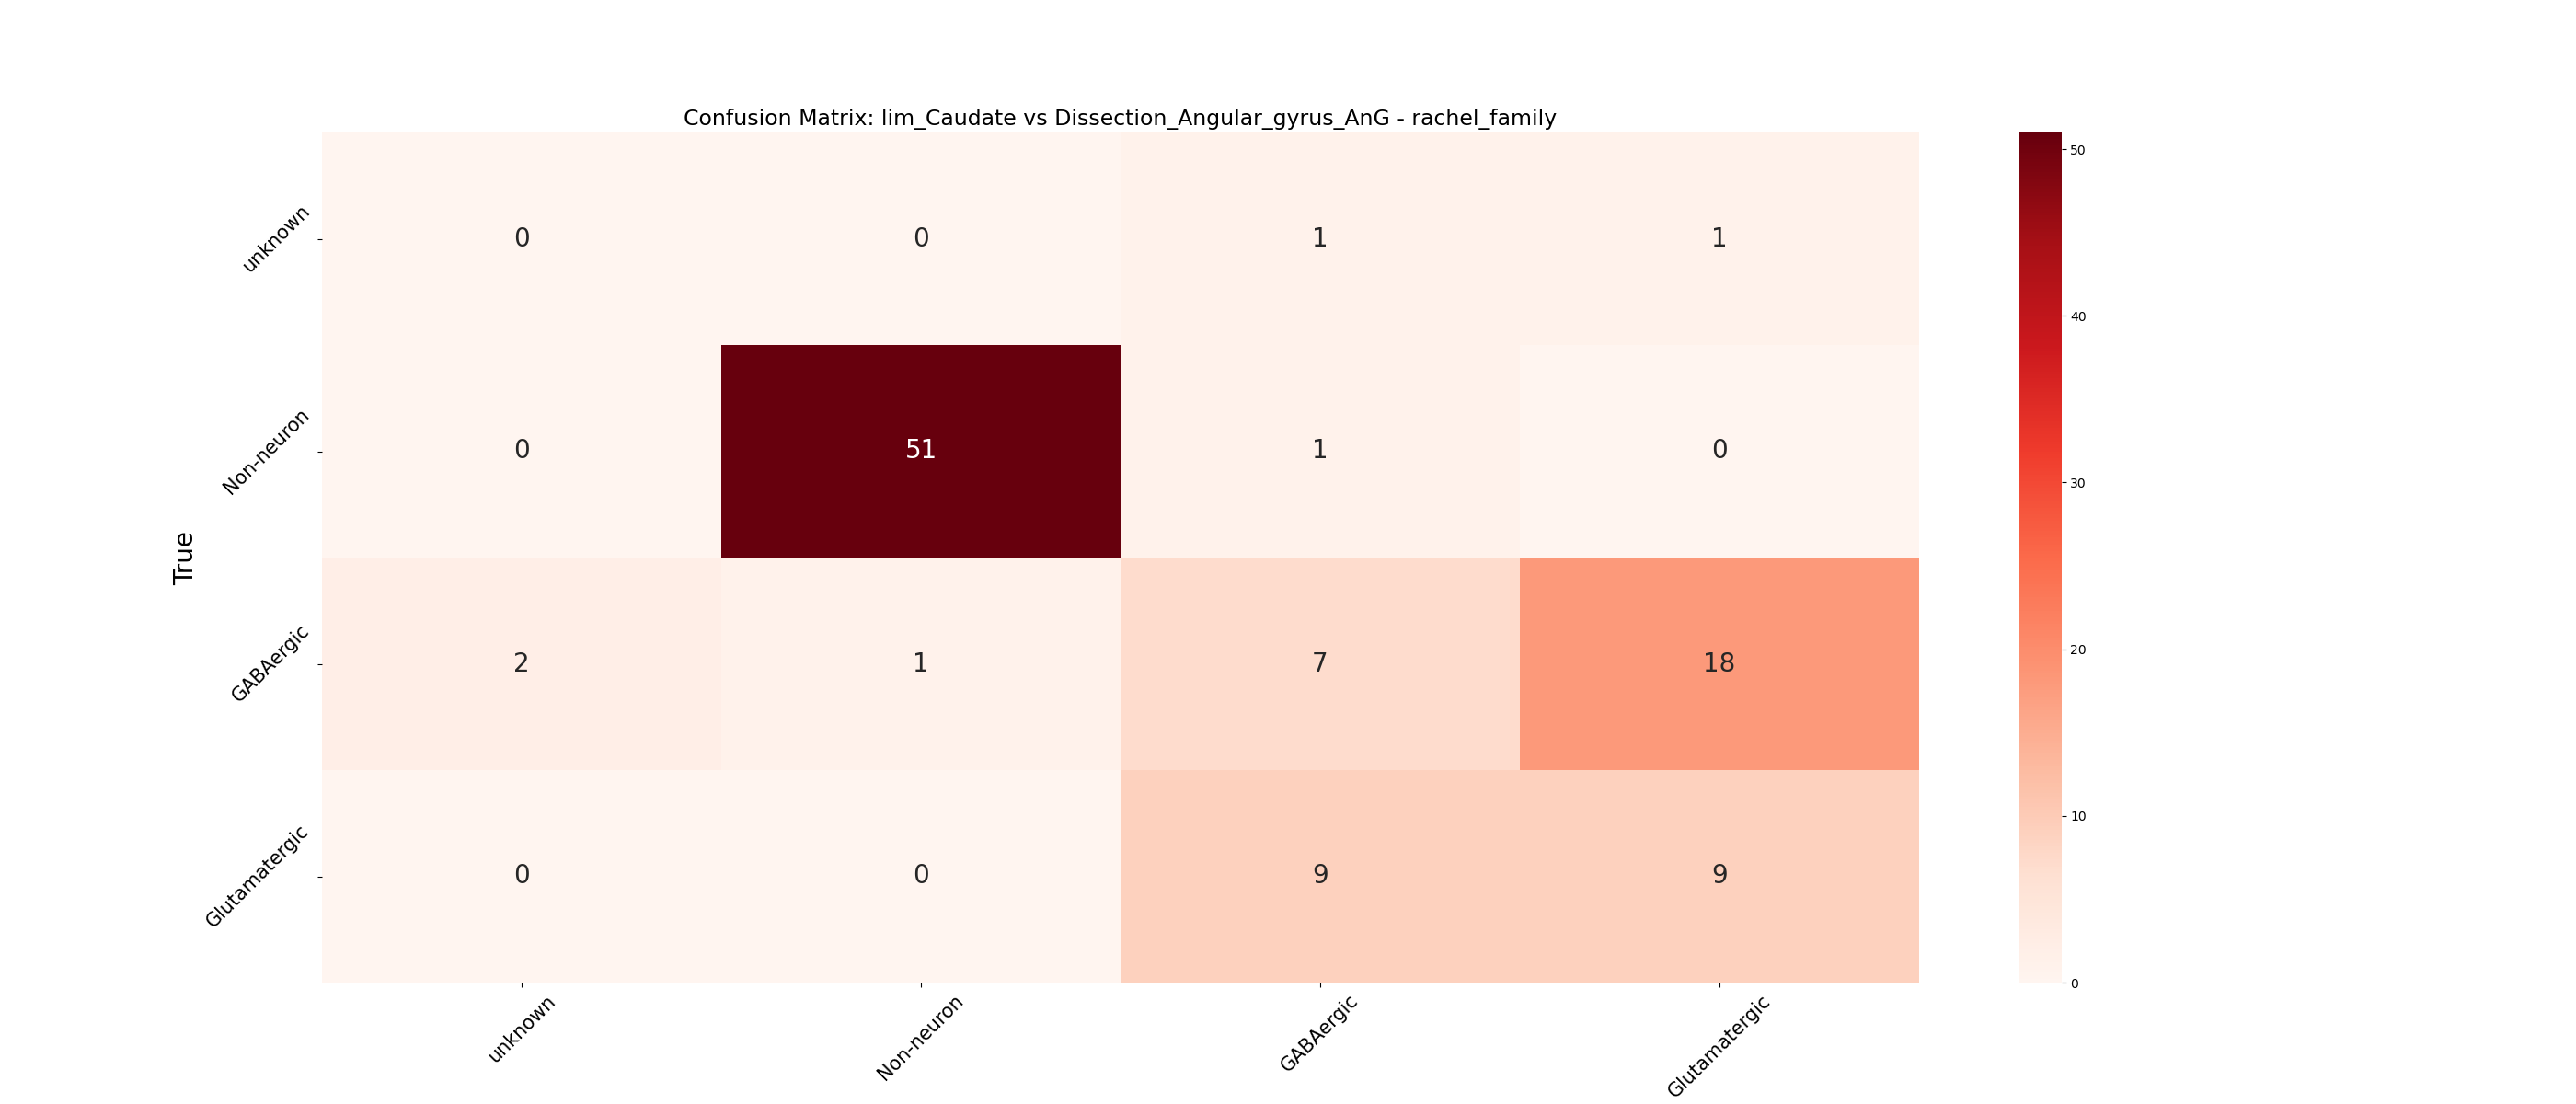 Confusion Matrix: lim_Caudate vs Dissection_Angular_gyrus_AnG - rachel_family
unknown 0 0 1 1
Non-neuron 0 51 1 0
GABAergic 2 1 7 18
Glutamatergic 0 0 9 9
True
unknown Non-neuron GABAergic Glutamatergic
50
40
30
20
10
0